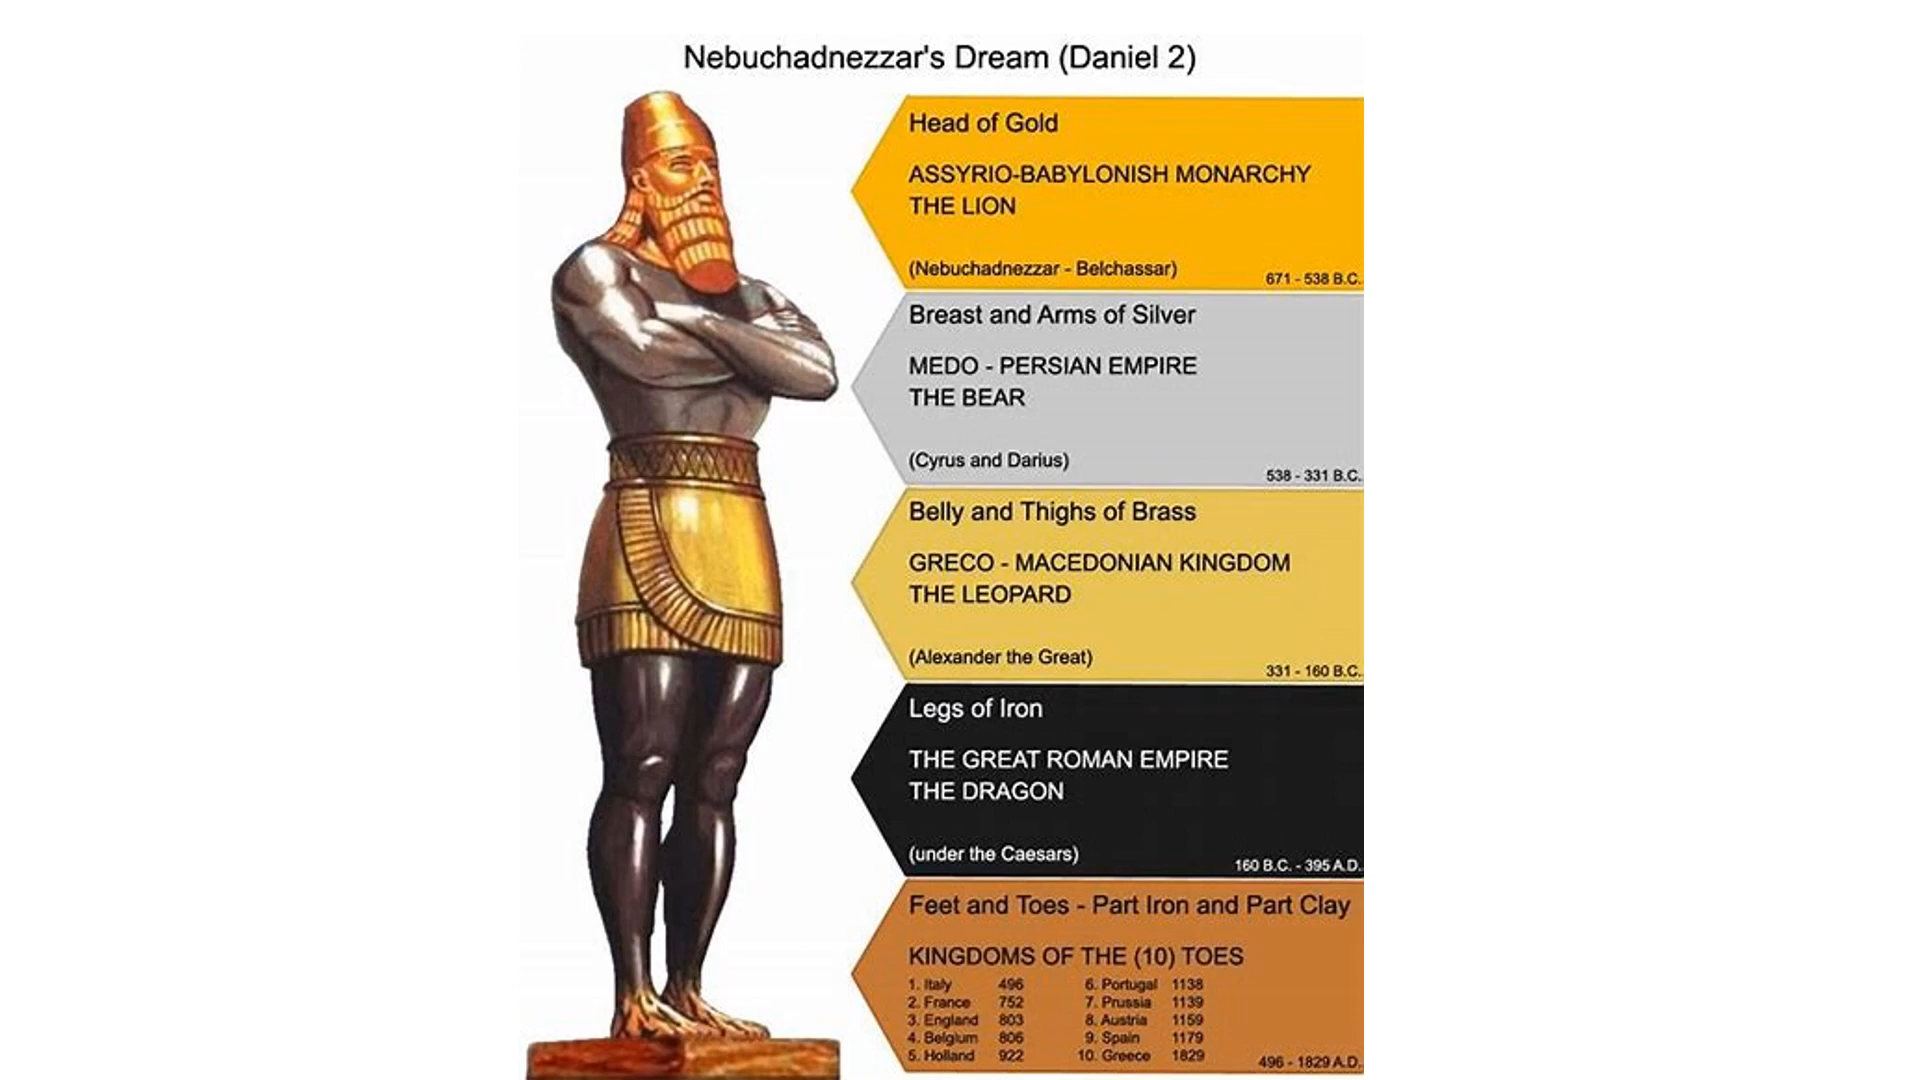 Nebuchadnezzar's Dream (Daniel 2)
Head of Gold
ASSYRIO-BABYLONISH MONARCHY
THE LION
(Nebuchadnezzar - Belchassar)
671 - 538 B.C.
Breast and Arms of Silver
MEDO - PERSIAN EMPIRE
THE BEAR
(Cyrus and Darius)
538 - 331 B.C.
Belly and Thighs of Brass
GRECO - MACEDONIAN KINGDOM
THE LEOPARD
(Alexander the Great)
331 - 160 B.C.
Legs of Iron
THE GREAT ROMAN EMPIRE
THE DRAGON
(under the Caesars)
160 B.C. - 395 A.D.
Feet and Toes - Part Iron and Part Clay
KINGDOMS OF THE (10) TOES
1. Italy 496 6. Portugal 1138
2. France 752 7. Prussia 1139
3. England 803 8. Austria 1159
4. Belgium 806 9. Spain 1179
5. Holland 922 10. Greece 1829
496 - 1829 A.D.